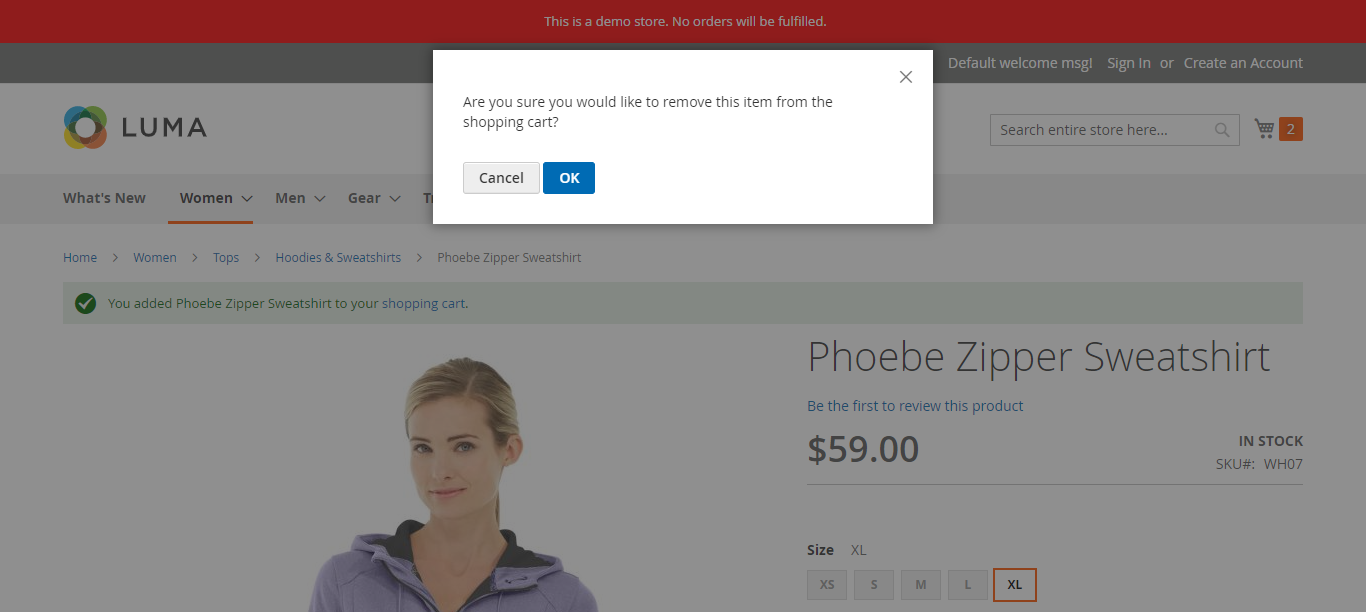 This is a demo store. No orders will be fulfilled.
Default welcome msg! Sign In or Create an Account
Are you sure you would like to remove this item from the
shopping cart?
Cancel OK
LUMA
Search entire store here...
2
What's New Women Men Gear
Home > Women > Tops > Hoodies & Sweatshirts > Phoebe Zipper Sweatshirt
You added Phoebe Zipper Sweatshirt to your shopping cart.
Phoebe Zipper Sweatshirt
Be the first to review this product
$59.00
IN STOCK
SKU#: WH07
Size XL
XS S M L XL